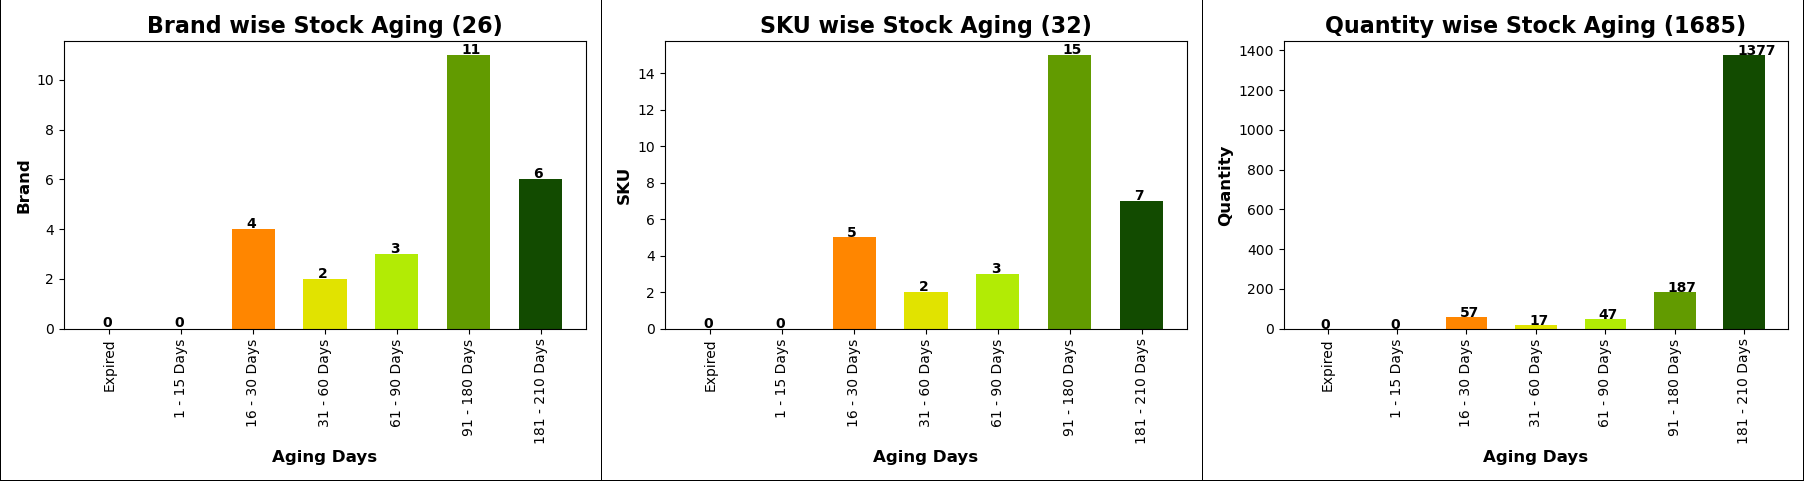 Brand wise Stock Aging (26)
11
10
8
6
6
4
4
3
2
2
0
0
0
Brand
Expired
1 - 15 Days
16 - 30 Days
31 - 60 Days
61 - 90 Days
91 - 180 Days
181 - 210 Days
Aging Days
SKU wise Stock Aging (32)
15
14
12
10
8
7
6
5
4
3
2
2
0
0
0
SKU
Expired
1 - 15 Days
16 - 30 Days
31 - 60 Days
61 - 90 Days
91 - 180 Days
181 - 210 Days
Aging Days
Quantity wise Stock Aging (1685)
1400
1377
1200
1000
800
600
400
200
187
57
17
47
0
0
0
Quantity
Expired
1 - 15 Days
16 - 30 Days
31 - 60 Days
61 - 90 Days
91 - 180 Days
181 - 210 Days
Aging Days